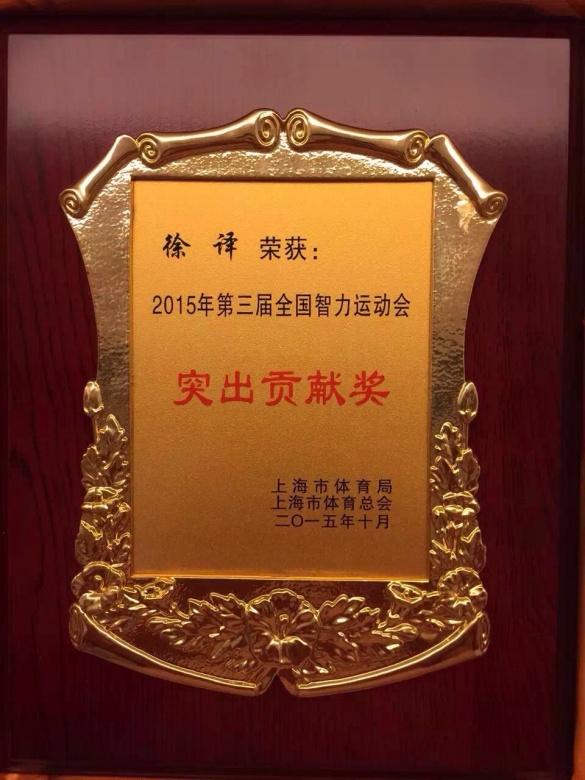 徐译 荣获：
2015年第三届全国智力运动会
突出贡献奖
上海市体育局
上海市体育总会
二〇一五年十月